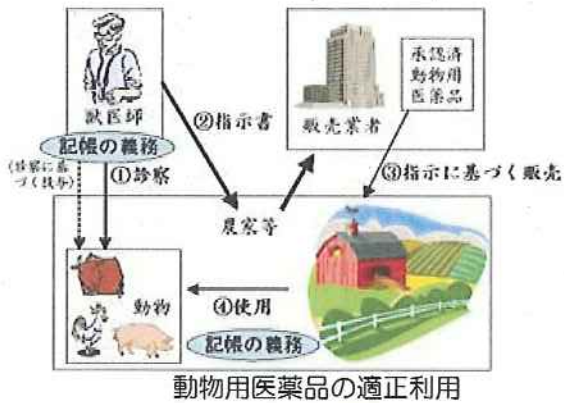 獣医師
記帳の義務
(診察に基
づく投与)
①診察
②指示書
販売業者
承認済
動物用
医薬品
③指示に基づく販売
農家等
動物
④使用
記帳の義務
動物用医薬品の適正利用